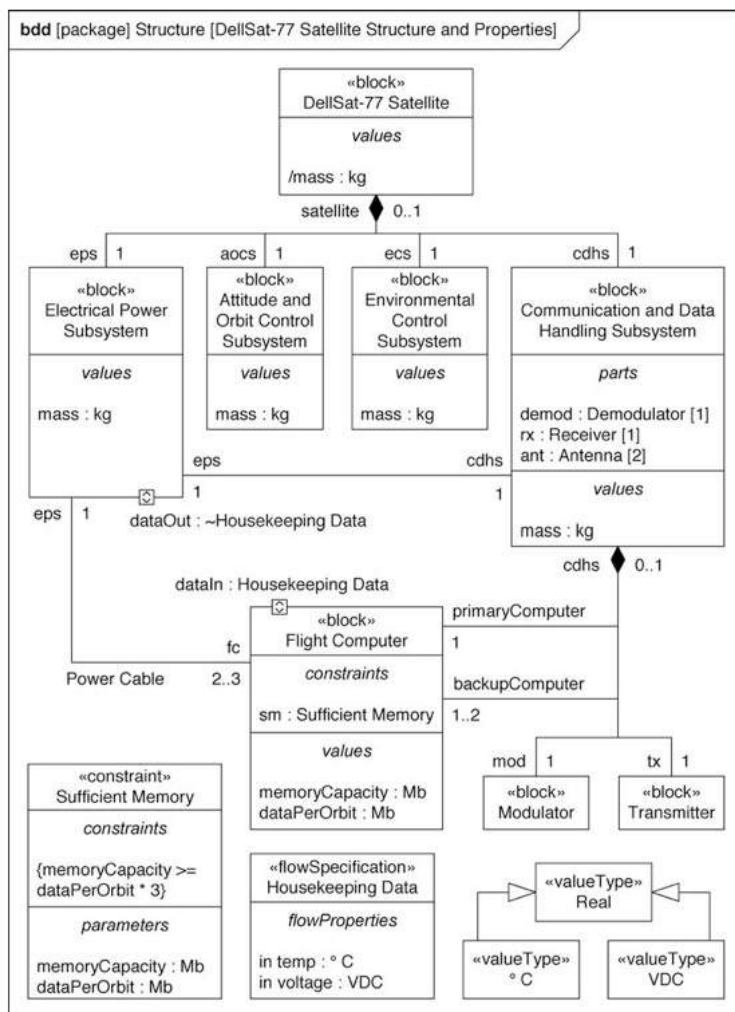 bdd [package] Structure [DellSat-77 Satellite Structure and Properties]
«block»
DellSat-77 Satellite
values
/mass : kg
satellite 0..1
eps 1
aocs 1
ecs 1
cdhs 1
«block»
Electrical Power
Subsystem
values
mass : kg
«block»
Attitude and
Orbit Control
Subsystem
values
mass : kg
«block»
Environmental
Control
Subsystem
values
mass : kg
«block»
Communication and Data
Handling Subsystem
parts
demod : Demodulator [1]
rx : Receiver [1]
ant : Antenna [2]
values
mass : kg
eps cdhs
1 1
eps 1
dataOut : ~Housekeeping Data
cdhs 0..1
dataIn : Housekeeping Data
«block»
Flight Computer
constraints
sm : Sufficient Memory
values
memoryCapacity : Mb
dataPerOrbit : Mb
primaryComputer
1
backupComputer
1..2
fc
Power Cable 2..3
mod 1
tx 1
«block»
Modulator
«block»
Transmitter
«constraint»
Sufficient Memory
constraints
{memoryCapacity >=
dataPerOrbit * 3}
parameters
memoryCapacity : Mb
dataPerOrbit : Mb
«flowSpecification»
Housekeeping Data
flowProperties
in temp : ° C
in voltage : VDC
«valueType»
Real
«valueType»
° C
«valueType»
VDC